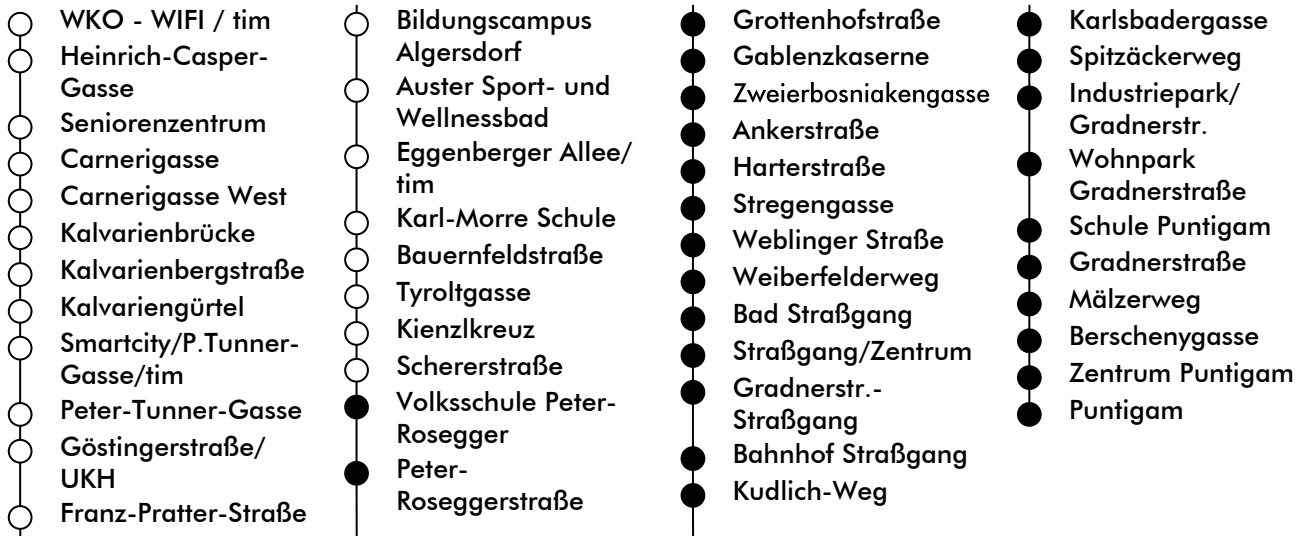 WKO - WIFI / tim
Heinrich-Casper-
Gasse
Seniorenzentrum
Carnerigasse
Carnerigasse West
Kalvarienbrücke
Kalvarienbergstraße
Kalvariengürtel
Smartcity/P.Tunner-
Gasse/tim
Peter-Tunner-Gasse
Göstingerstraße/
UKH
Franz-Pratter-Straße
Bildungscampus
Algersdorf
Auster Sport- und
Wellnessbad
Eggenberger Allee/
tim
Karl-Morre Schule
Bauernfeldstraße
Tyroltgasse
Kienzlkreuz
Schererstraße
Volksschule Peter-
Rosegger
Peter-
Roseggerstraße
Grottenhofstraße
Gablenzkaserne
Zweierbosniakengasse
Ankerstraße
Harterstraße
Stregengasse
Weblinger Straße
Weiberfelderweg
Bad Straßgang
Straßgang/Zentrum
Gradnerstr.-
Straßgang
Bahnhof Straßgang
Kudlich-Weg
Karlsbadergasse
Spitzäckerweg
Industriepark/
Gradnerstr.
Wohnpark
Gradnerstraße
Schule Puntigam
Gradnerstraße
Mälzerweg
Berschenygasse
Zentrum Puntigam
Puntigam